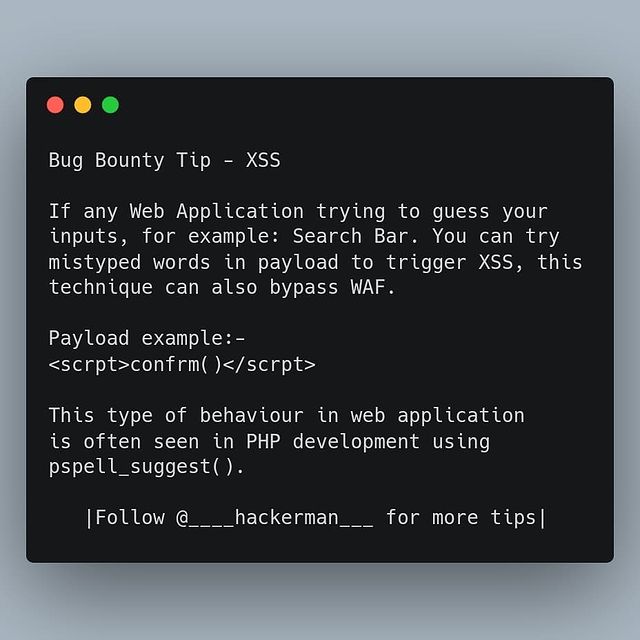 Bug Bounty Tip - XSS
If any Web Application trying to guess your
inputs, for example: Search Bar. You can try
mistyped words in payload to trigger XSS, this
technique can also bypass WAF.
Payload example:-
<scrpt>confrm()</scrpt>
This type of behaviour in web application
is often seen in PHP development using
pspell_suggest().
|Follow @____hackerman___ for more tips|